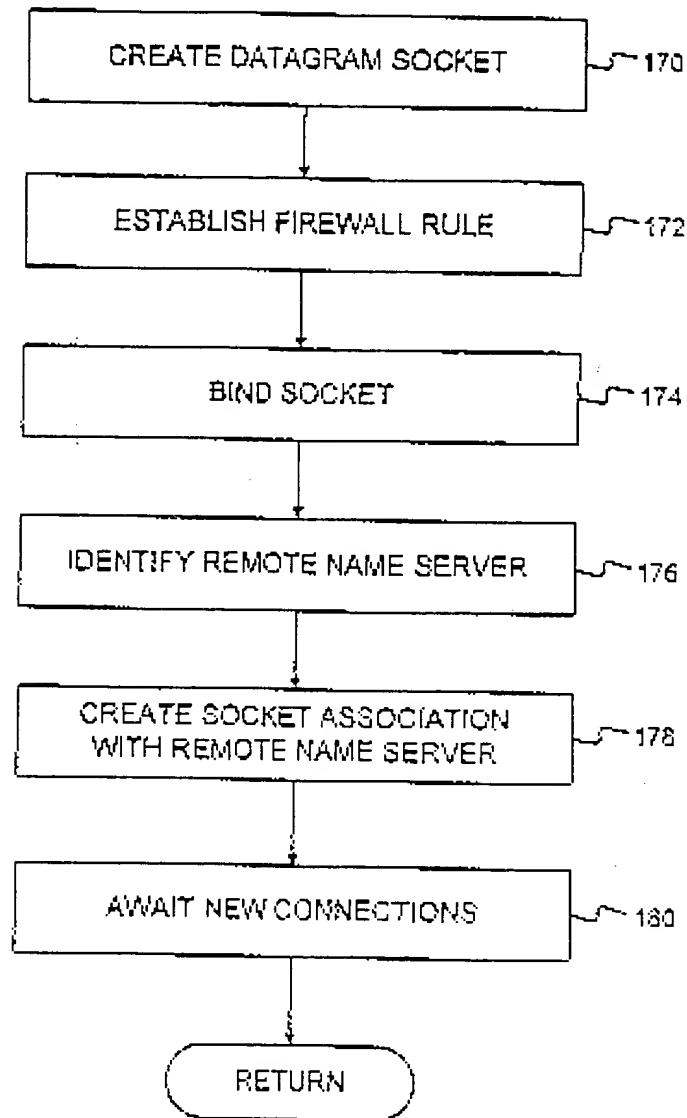 CREATE DATAGRAM SOCKET
170
ESTABLISH FIREWALL RULE
172
BIND SOCKET
174
IDENTIFY REMOTE NAME SERVER
176
CREATE SOCKET ASSOCIATION
WITH REMOTE NAME SERVER
178
AWAIT NEW CONNECTIONS
180
RETURN